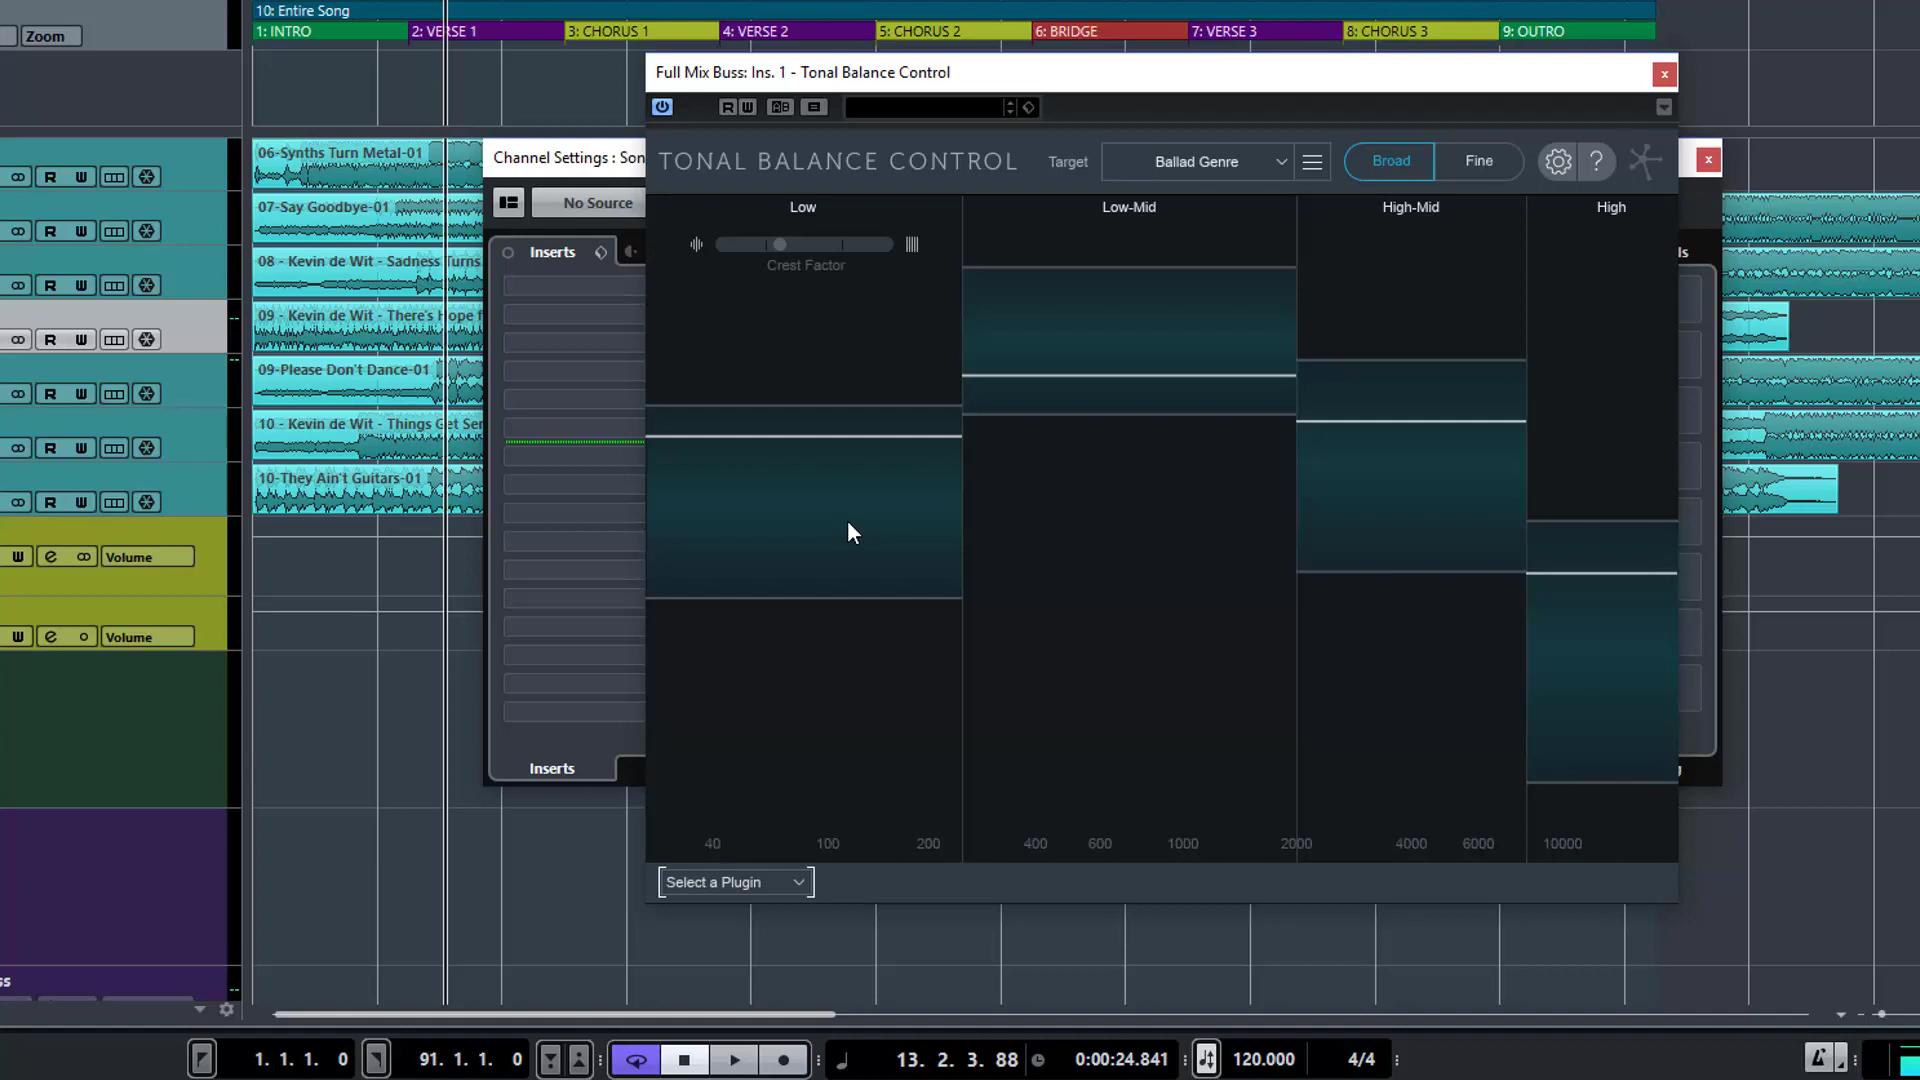 10: Entire Song
1: INTRO
2: VERSE 1
3: CHORUS 1
4: VERSE 2
5: CHORUS 2
6: BRIDGE
7: VERSE 3
8: CHORUS 3
9: OUTRO
Zoom
Full Mix Buss: Ins. 1 - Tonal Balance Control
x
R W
AB
TONAL BALANCE CONTROL
Target
Ballad Genre
Broad
Fine
?
06-Synths Turn Metal-01
Channel Settings : Son
x
R W
No Source
Low
Low-Mid
High-Mid
High
07-Say Goodbye-01
R W
Inserts
Crest Factor
08 - Kevin de Wit - Sadness Turns
R W
09 - Kevin de Wit - There's Hope f
R W
09-Please Don't Dance-01
R W
10 - Kevin de Wit - Things Get Ser
R W
10-They Ain't Guitars-01
R W
W e Volume
W e Volume
Inserts
40
100
200
400
600
1000
2000
4000
6000
10000
Select a Plugin
ss
1. 1. 1. 0
91. 1. 1. 0
13. 2. 3. 88
0:00:24.841
120.000
4/4